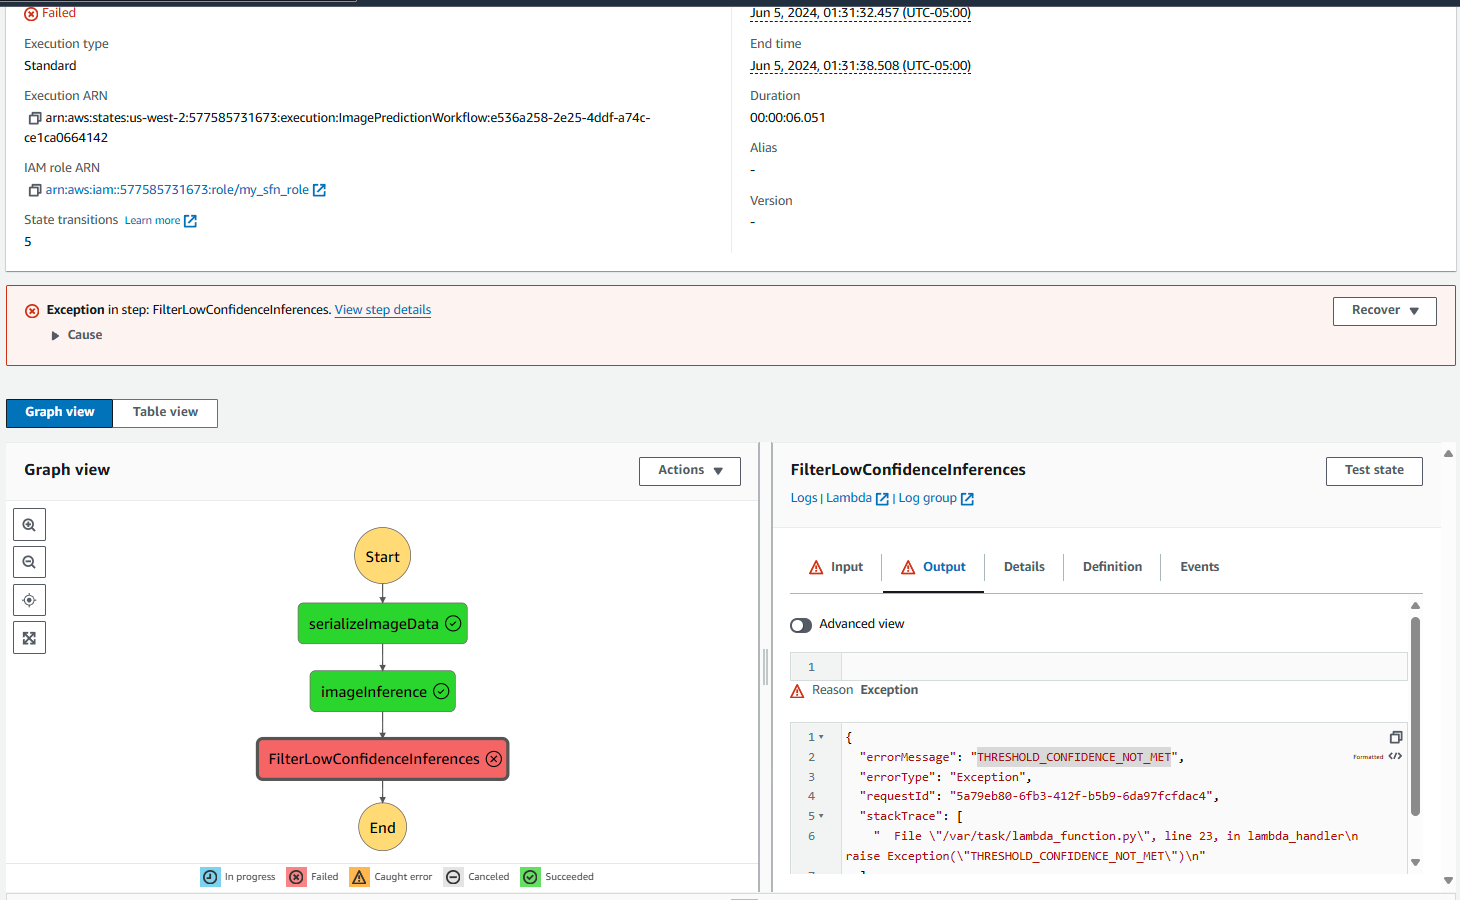 Failed
Jun 5, 2024, 01:31:32.457 (UTC-05:00)
Execution type
Standard
End time
Jun 5, 2024, 01:31:38.508 (UTC-05:00)
Execution ARN
arn:aws:states:us-west-2:577585731673:execution:ImagePredictionWorkflow:e536a258-2e25-4ddf-a74c-
ce1ca0664142
Duration
00:00:06.051
IAM role ARN
arn:aws:iam::577585731673:role/my_sfn_role
Alias
-
State transitions Learn more
5
Version
-
Exception in step: FilterLowConfidenceInferences. View step details
Recover
Cause
Graph view
Table view
Graph view
Actions
Start
serializeImageData
imageInference
FilterLowConfidenceInferences
End
In progress Failed Caught error Canceled Succeeded
FilterLowConfidenceInferences
Test state
Logs | Lambda | Log group
Input Output Details Definition Events
Advanced view
1
Reason Exception
1 {
2 "errorMessage": "THRESHOLD_CONFIDENCE_NOT_MET",
Formatted
3 "errorType": "Exception",
4 "requestId": "5a79eb80-6fb3-412f-b5b9-6da97fcfdac4",
5 "stackTrace": [
6 "  File \"/var/task/lambda_function.py\", line 23, in lambda_handler\n
raise Exception(\"THRESHOLD_CONFIDENCE_NOT_MET\")\n"